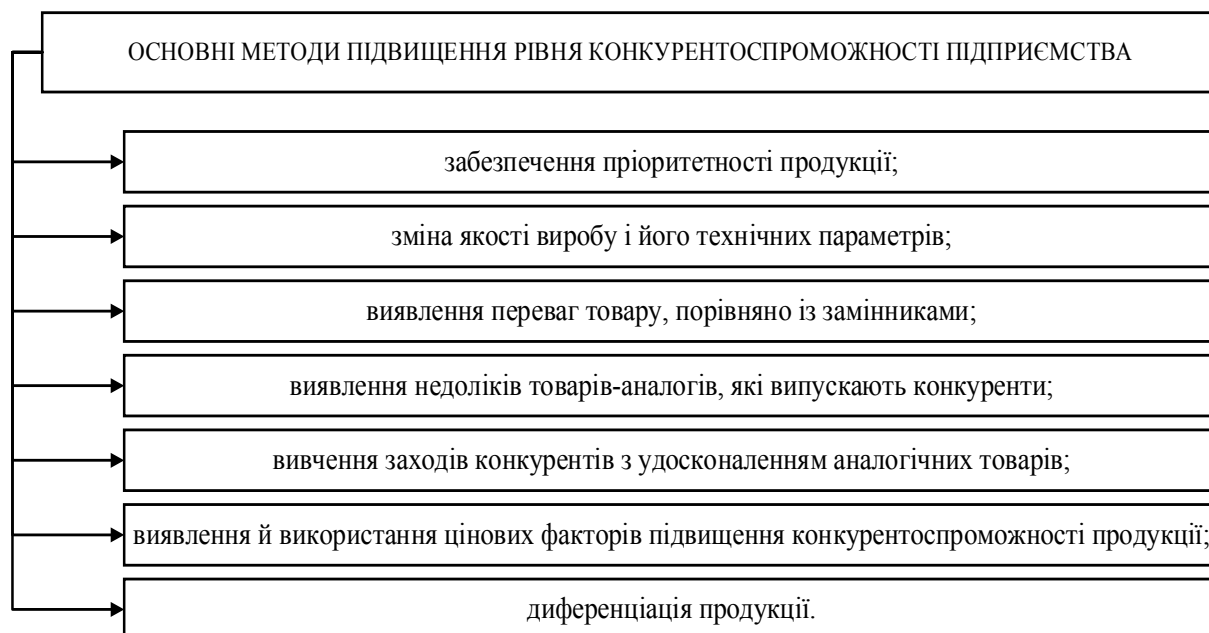 ОСНОВНІ МЕТОДИ ПІДВИЩЕННЯ РІВНЯ КОНКУРЕНТОСПРОМОЖНОСТІ ПІДПРИЄМСТВА
забезпечення пріоритетності продукції;
зміна якості виробу і його технічних параметрів;
виявлення переваг товару, порівняно із замінниками;
виявлення недоліків товарів-аналогів, які випускають конкуренти;
вивчення заходів конкурентів з удосконаленням аналогічних товарів;
виявлення й використання цінових факторів підвищення конкурентоспроможності продукції;
диференціація продукції.